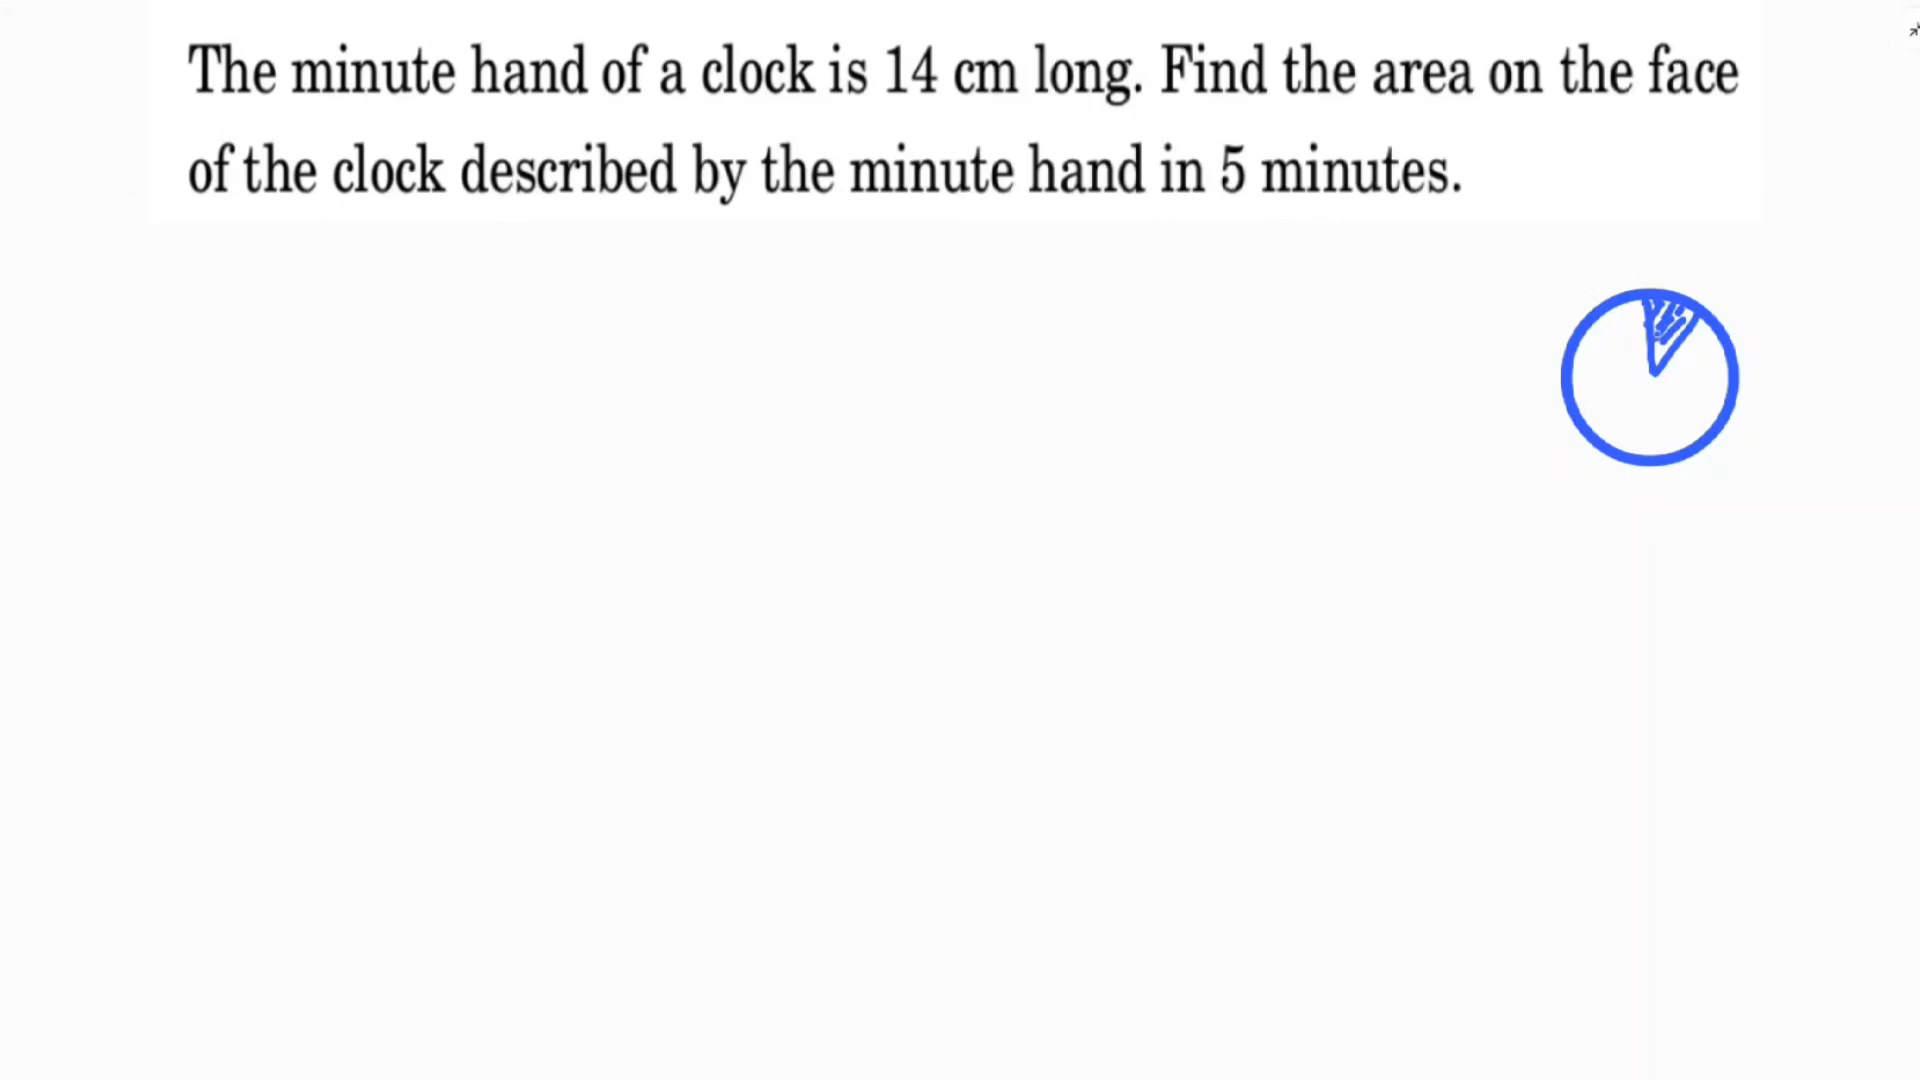 The minute hand of a clock is 14 cm long. Find the area on the face
of the clock described by the minute hand in 5 minutes.